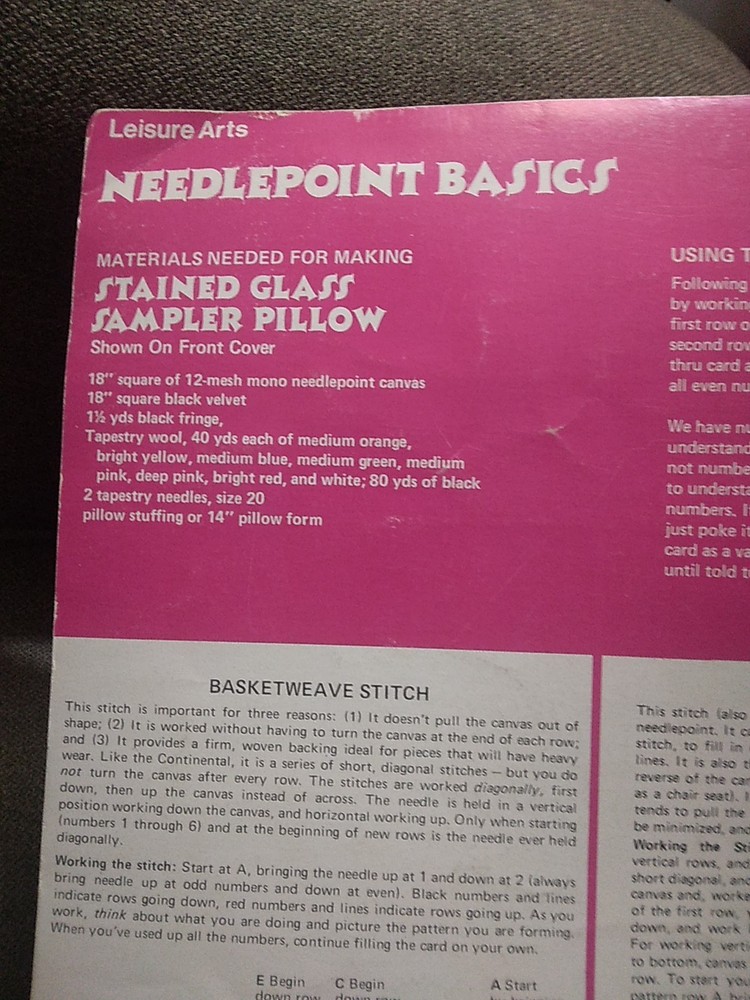 Leisure Arts
NEEDLEPOINT BASICS
MATERIALS NEEDED FOR MAKING
STAINED GLASS
SAMPLER PILLOW
Shown On Front Cover
18" square of 12-mesh mono needlepoint canvas
18" square black velvet
1½ yds black fringe,
Tapestry wool, 40 yds each of medium orange,
bright yellow, medium blue, medium green, medium
pink, deep pink, bright red, and white; 80 yds of black
2 tapestry needles, size 20
pillow stuffing or 14" pillow form
USING
Following
by
first row
second
thru card
all even
We have
understand
not
to
numbers.
just poke
card as a
until told
BASKETWEAVE STITCH
This stitch is important for three reasons: (1) It doesn't pull the canvas out of
shape; (2) It is worked without having to turn the canvas at the end of each row;
and (3) It provides a firm, woven backing ideal for pieces that will have heavy
wear. Like the Continental, it is a series of short, diagonal stitches — but you do
not turn the canvas after every row. The stitches are worked diagonally, first
down, then up the canvas instead of across. The needle is held in a vertical
position working down the canvas, and horizontal working up. Only when starting
(numbers 1 through 6) and at the beginning of new rows is the needle ever held
diagonally.
Working the stitch: Start at A, bringing the needle up at 1 and down at 2 (always
bring needle up at odd numbers and down at even). Black numbers and lines
indicate rows going down, red numbers and lines indicate rows going up. As you
work, think about what you are doing and picture the pattern you are forming.
When you've used up all the numbers, continue filling the card on your own.
E Begin
down row
C Begin
down row
A Start
This stitch (also
needlepoint. It
stitch, to fill in
lines. It is also
reverse of the
as a chair seat).
tends to pull the
be minimized,
Working the
vertical rows, and
short diagonal,
canvas and,
of the first row,
down, and work
For working
to bottom, canvas
row. To start
pattern row A